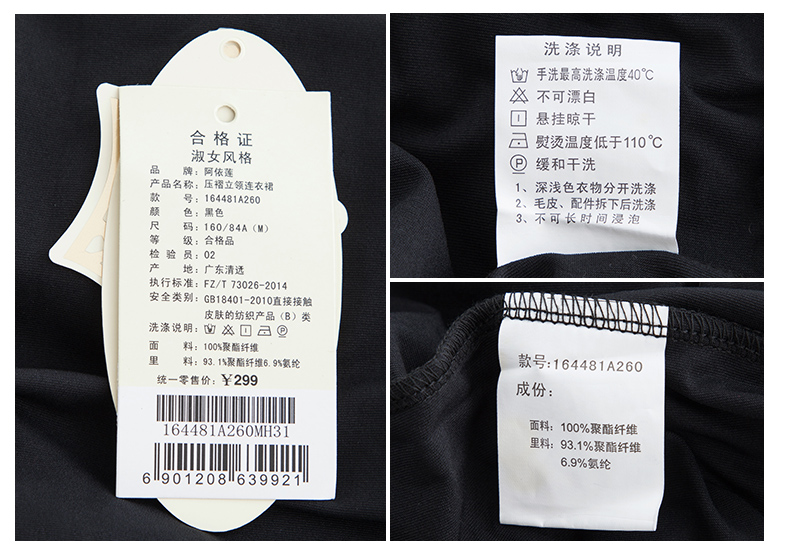 合格证
淑女风格
品　　牌：阿依莲
产品名称：压褶立领连衣裙
款　　号：164481A260
颜　　色：黑色
尺　　码：160/84A（M）
等　　级：合格品
检 验 员：02
产　　地：广东清远
执行标准：FZ/T 73026-2014
安全类别：GB18401-2010直接接触
皮肤的纺织产品（B）类
洗涤说明：
面　　料：100%聚酯纤维
里　　料：93.1%聚酯纤维6.9%氨纶
统一零售价：¥299
164481A260MH31
6 901208 639921
洗涤说明
手洗最高洗涤温度40℃
不可漂白
悬挂晾干
熨烫温度低于110℃
P 缓和干洗
1、深浅色衣物分开洗涤
2、毛皮、配件拆下后洗涤
3、不可长时间浸泡
款号:164481A260
成份：
面料：100%聚酯纤维
里料：93.1%聚酯纤维
6.9%氨纶